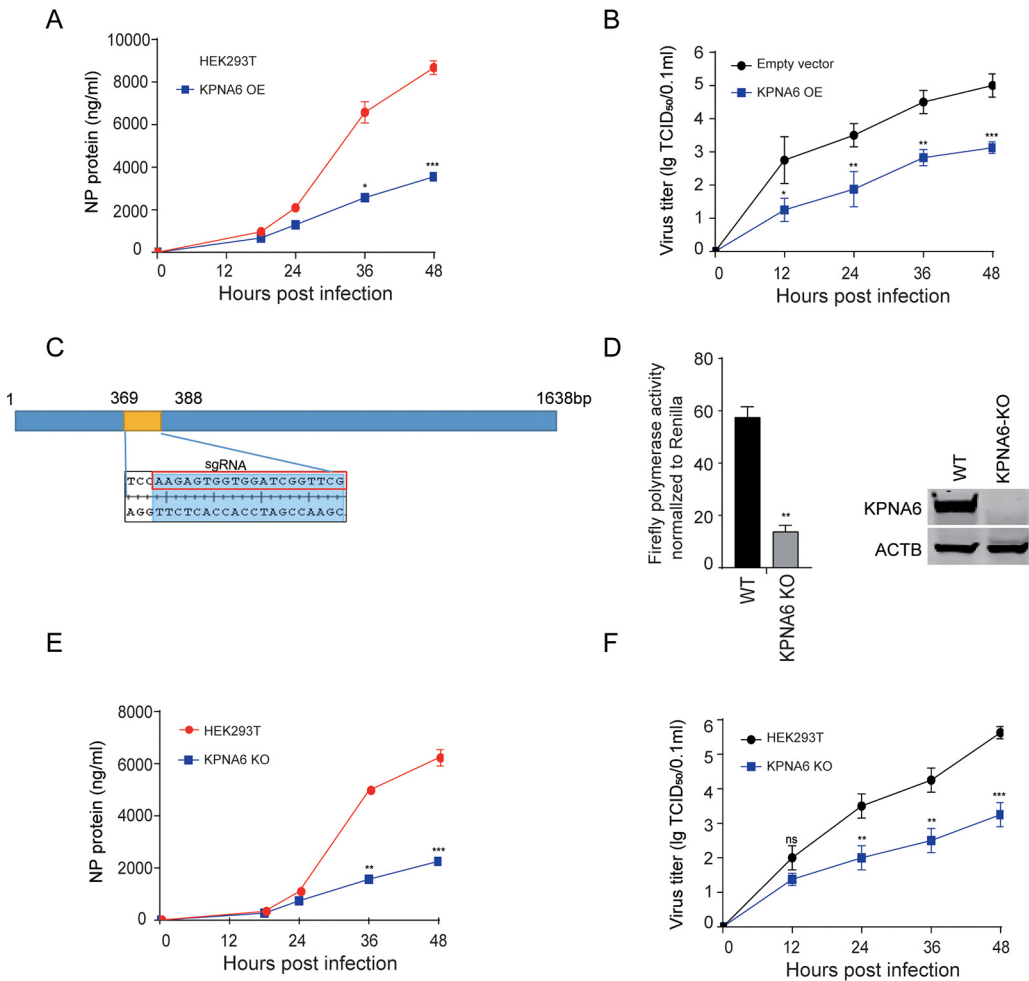 A
NP protein (ng/ml)
10000
8000
6000
4000
2000
0
HEK293T
KPNA6 OE
*
***
0 12 24 36 48
Hours post infection
B
Virus titer (lg TCID50/0.1ml)
6
5
4
3
2
1
0
Empty vector
KPNA6 OE
*
**
**
***
0 12 24 36 48
Hours post infection
C
1 369 388 1638bp
sgRNA
TCCAAGAGTGGTGGATCGGTTCG
AGGTTCTCACCACCTAGCCAAGC
D
Firefly polymerase activity
normalized to Renilla
80
60
40
20
0
**
WT
KPNA6 KO
WT
KPNA6-KO
KPNA6
ACTB
E
NP protein (ng/ml)
8000
6000
4000
2000
0
HEK293T
KPNA6 KO
**
***
0 12 24 36 48
Hours post infection
F
Virus titer (lg TCID50/0.1ml)
6
5
4
3
2
1
0
HEK293T
KPNA6 KO
ns
**
**
***
0 12 24 36 48
Hours post infection